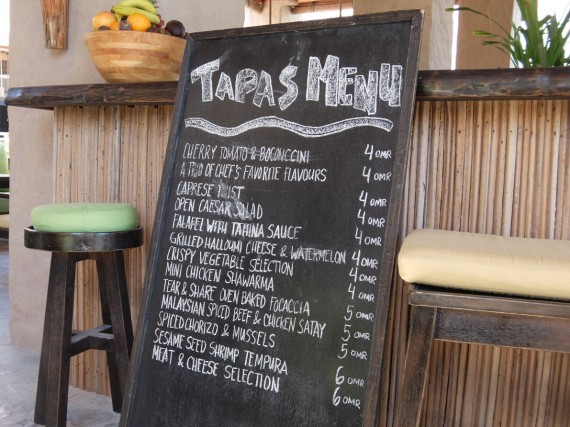 TAPAS MENU
CHERRY TOMATO & BOCONCCINI 4 OMR
A TRIO OF CHEF'S FAVORITE FLAVOURS 4 OMR
CAPRESE TWIST 4 OMR
OPEN CAESAR SALAD 4 OMR
FALAFEL WITH TAHINA SAUCE 4 OMR
GRILLED HALLOUMI CHEESE & WATERMELON 4 OMR
CRISPY VEGETABLE SELECTION 4 OMR
MINI CHICKEN SHAWARMA 4 OMR
TEAR & SHARE OVEN BAKED FOCACCIA 5 OMR
MALAYSIAN SPICED BEEF & CHICKEN SATAY 5 OMR
SPICED CHORIZO & MUSSELS 5 OMR
SESAME SEED SHRIMP TEMPURA 6 OMR
MEAT & CHEESE SELECTION 6 OMR